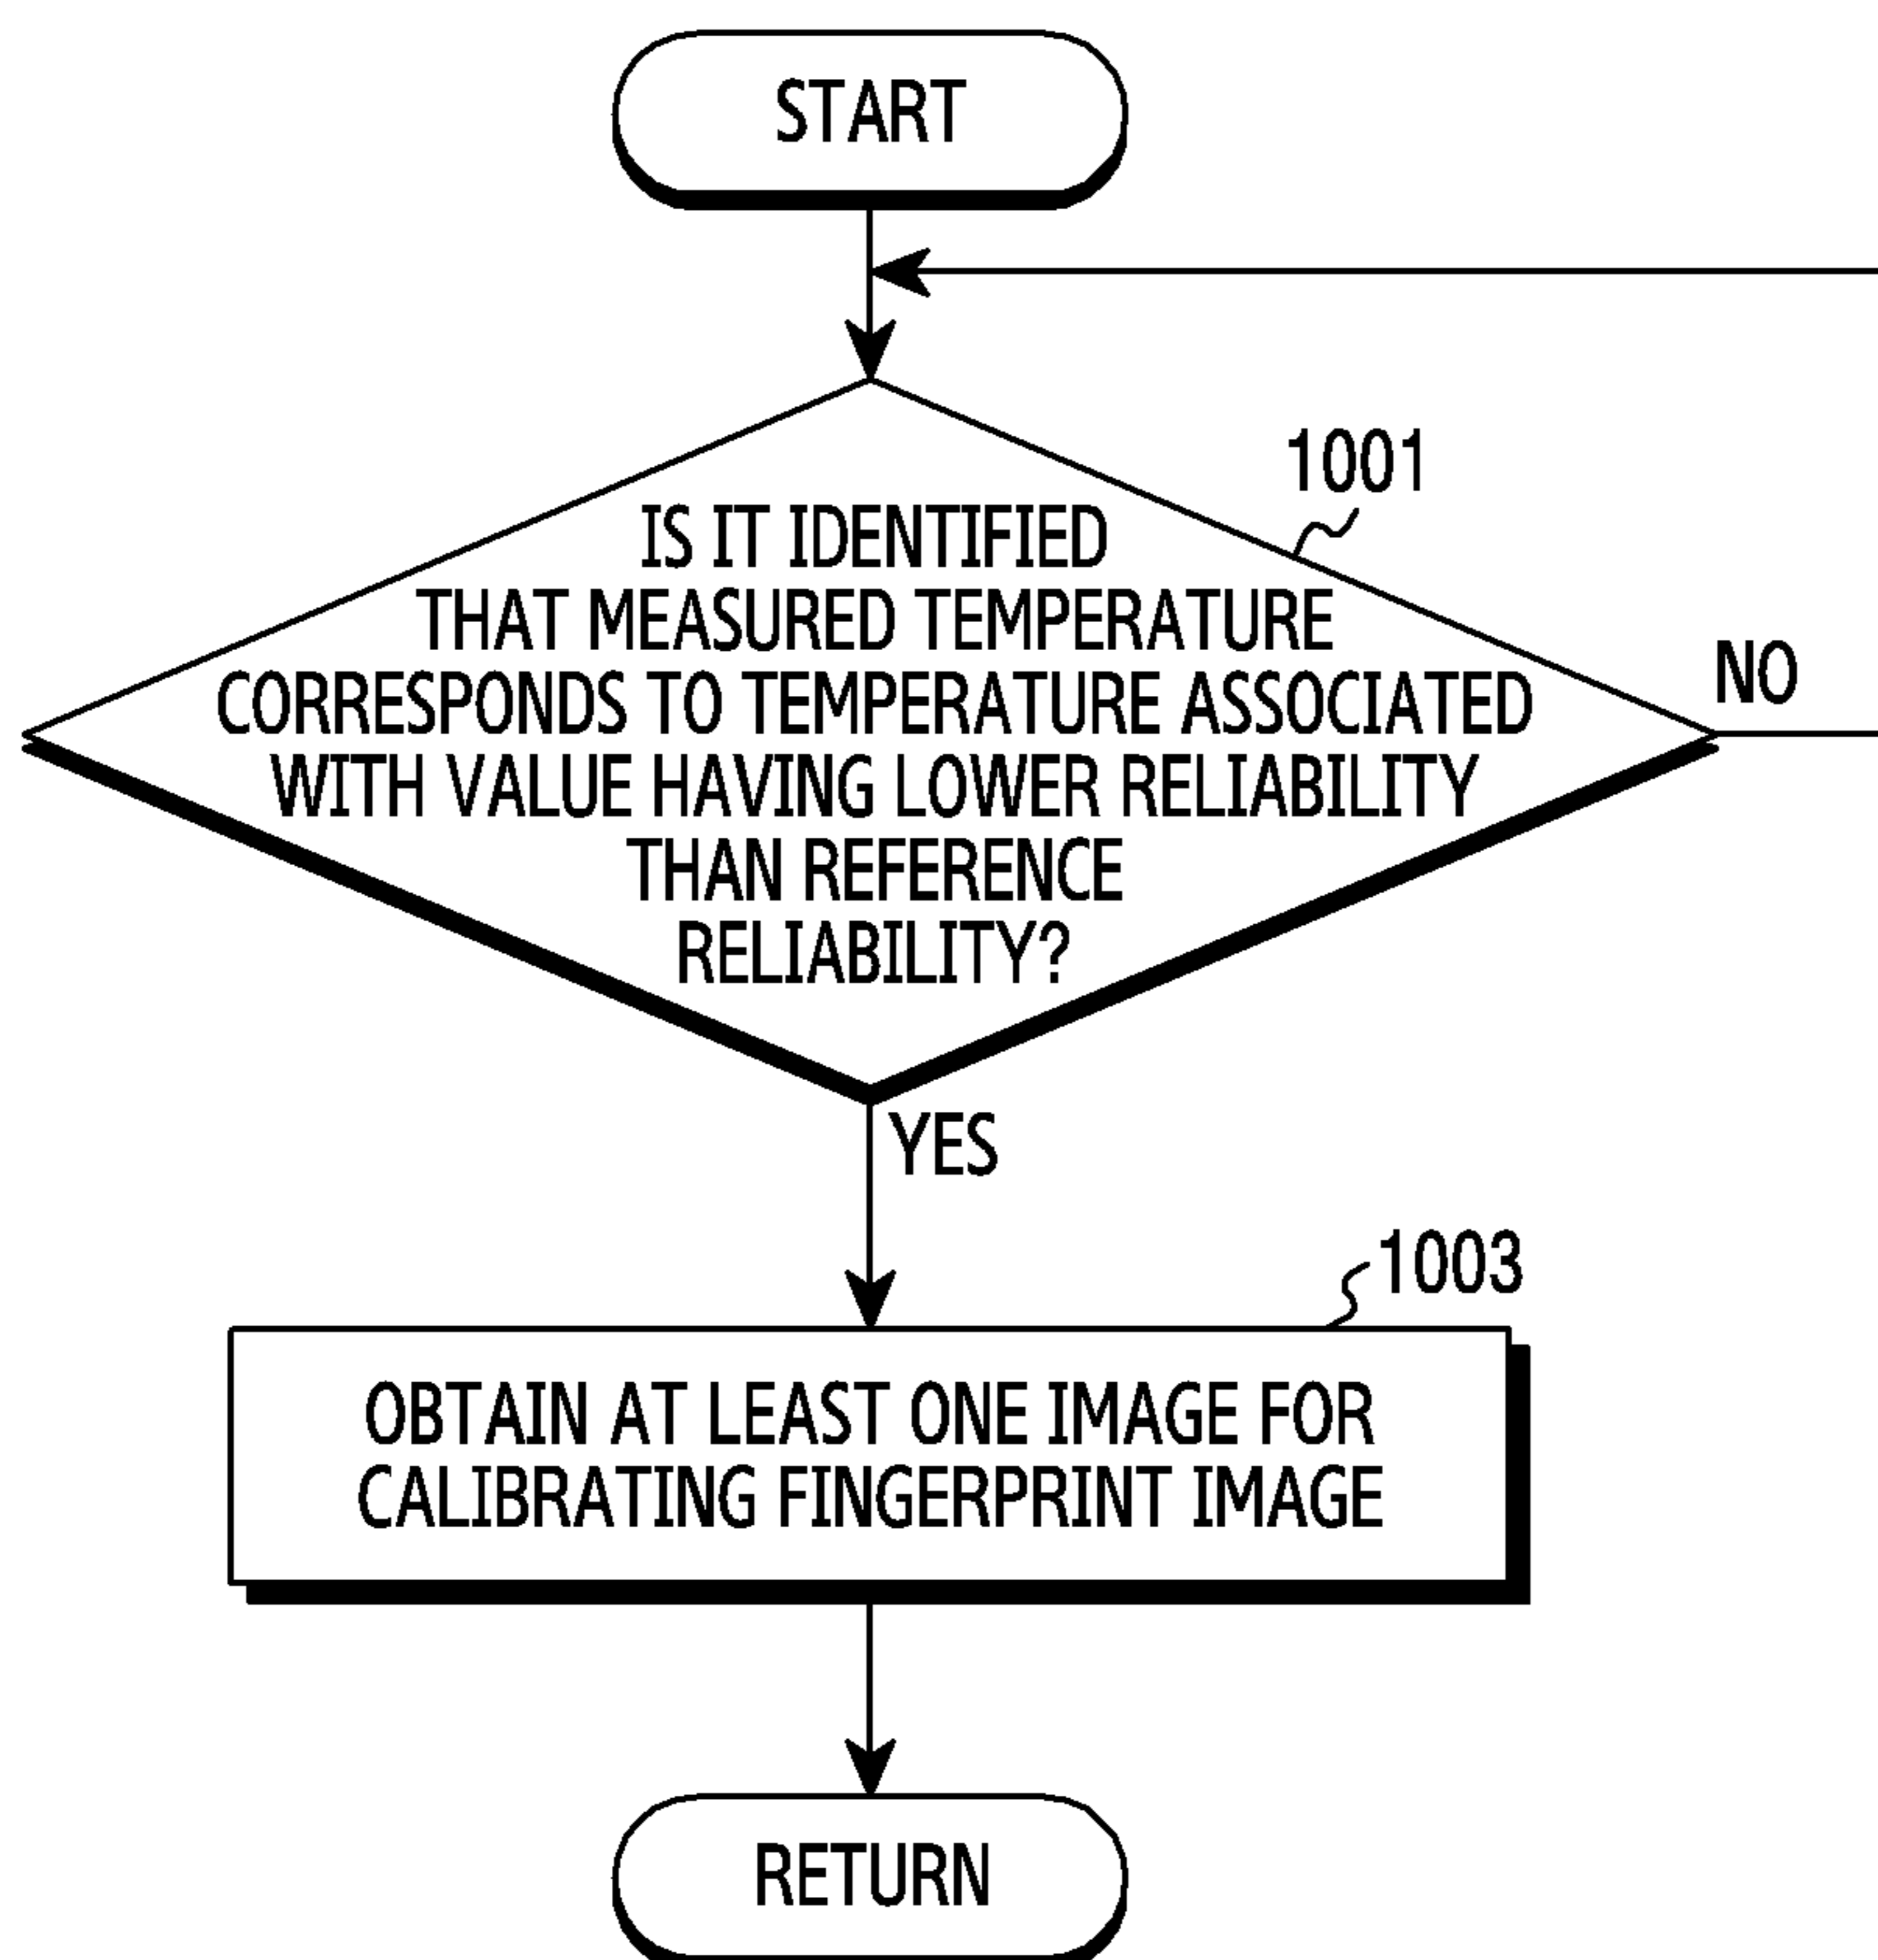 START
1001
IS IT IDENTIFIED
THAT MEASURED TEMPERATURE
CORRESPONDS TO TEMPERATURE ASSOCIATED
WITH VALUE HAVING LOWER RELIABILITY
THAN REFERENCE
RELIABILITY?
NO
YES
1003
OBTAIN AT LEAST ONE IMAGE FOR
CALIBRATING FINGERPRINT IMAGE
RETURN